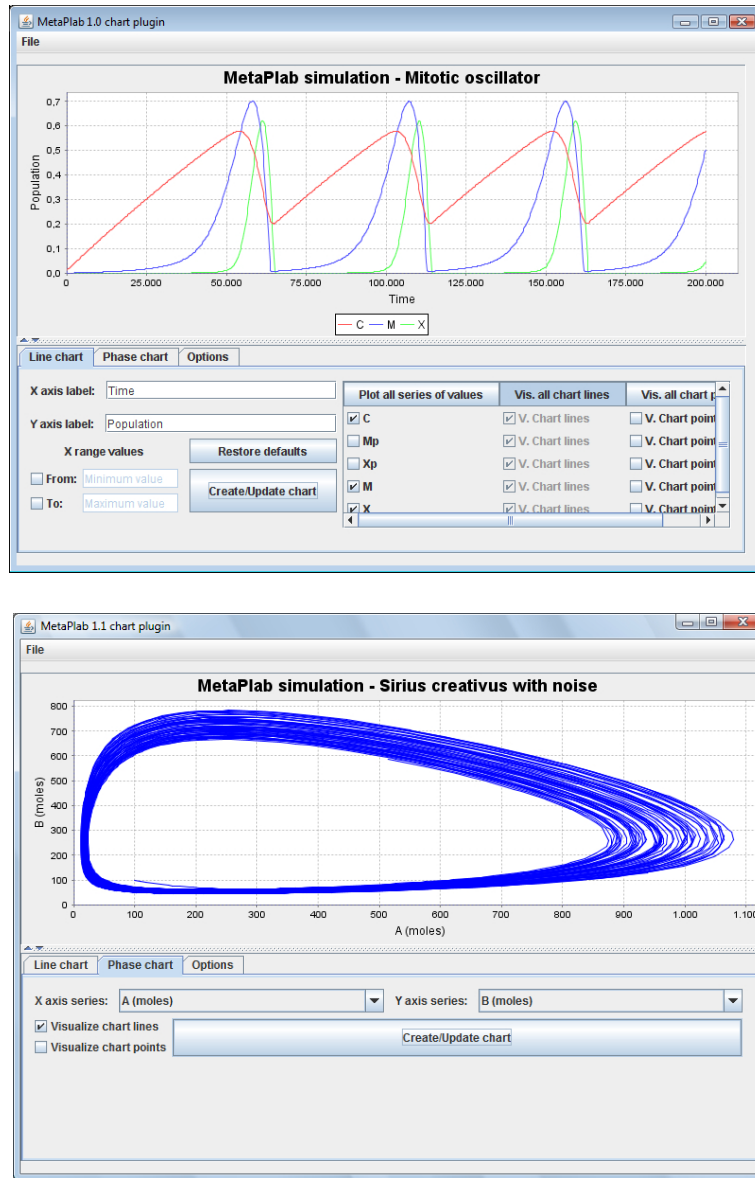 MetaPlab 1.0 chart plugin
File
MetaPlab simulation - Mitotic oscillator
0,7
0,6
0,5
0,4
0,3
0,2
0,1
0,0
Population
0 25.000 50.000 75.000 100.000 125.000 150.000 175.000 200.000
Time
C M X
Line chart Phase chart Options
X axis label: Time
Y axis label: Population
X range values Restore defaults
From: Minimum value
To: Maximum value
Create/Update chart
Plot all series of values Vis. all chart lines Vis. all chart p
C V. Chart lines V. Chart point
Mp V. Chart lines V. Chart point
Xp V. Chart lines V. Chart point
M V. Chart lines V. Chart point
X V. Chart lines V. Chart point
MetaPlab 1.1 chart plugin
File
MetaPlab simulation - Sirius creativus with noise
800
700
600
500
400
300
200
100
0
B (moles)
0 100 200 300 400 500 600 700 800 900 1.000 1.100
A (moles)
Line chart Phase chart Options
X axis series: A (moles) Y axis series: B (moles)
Visualize chart lines
Visualize chart points
Create/Update chart